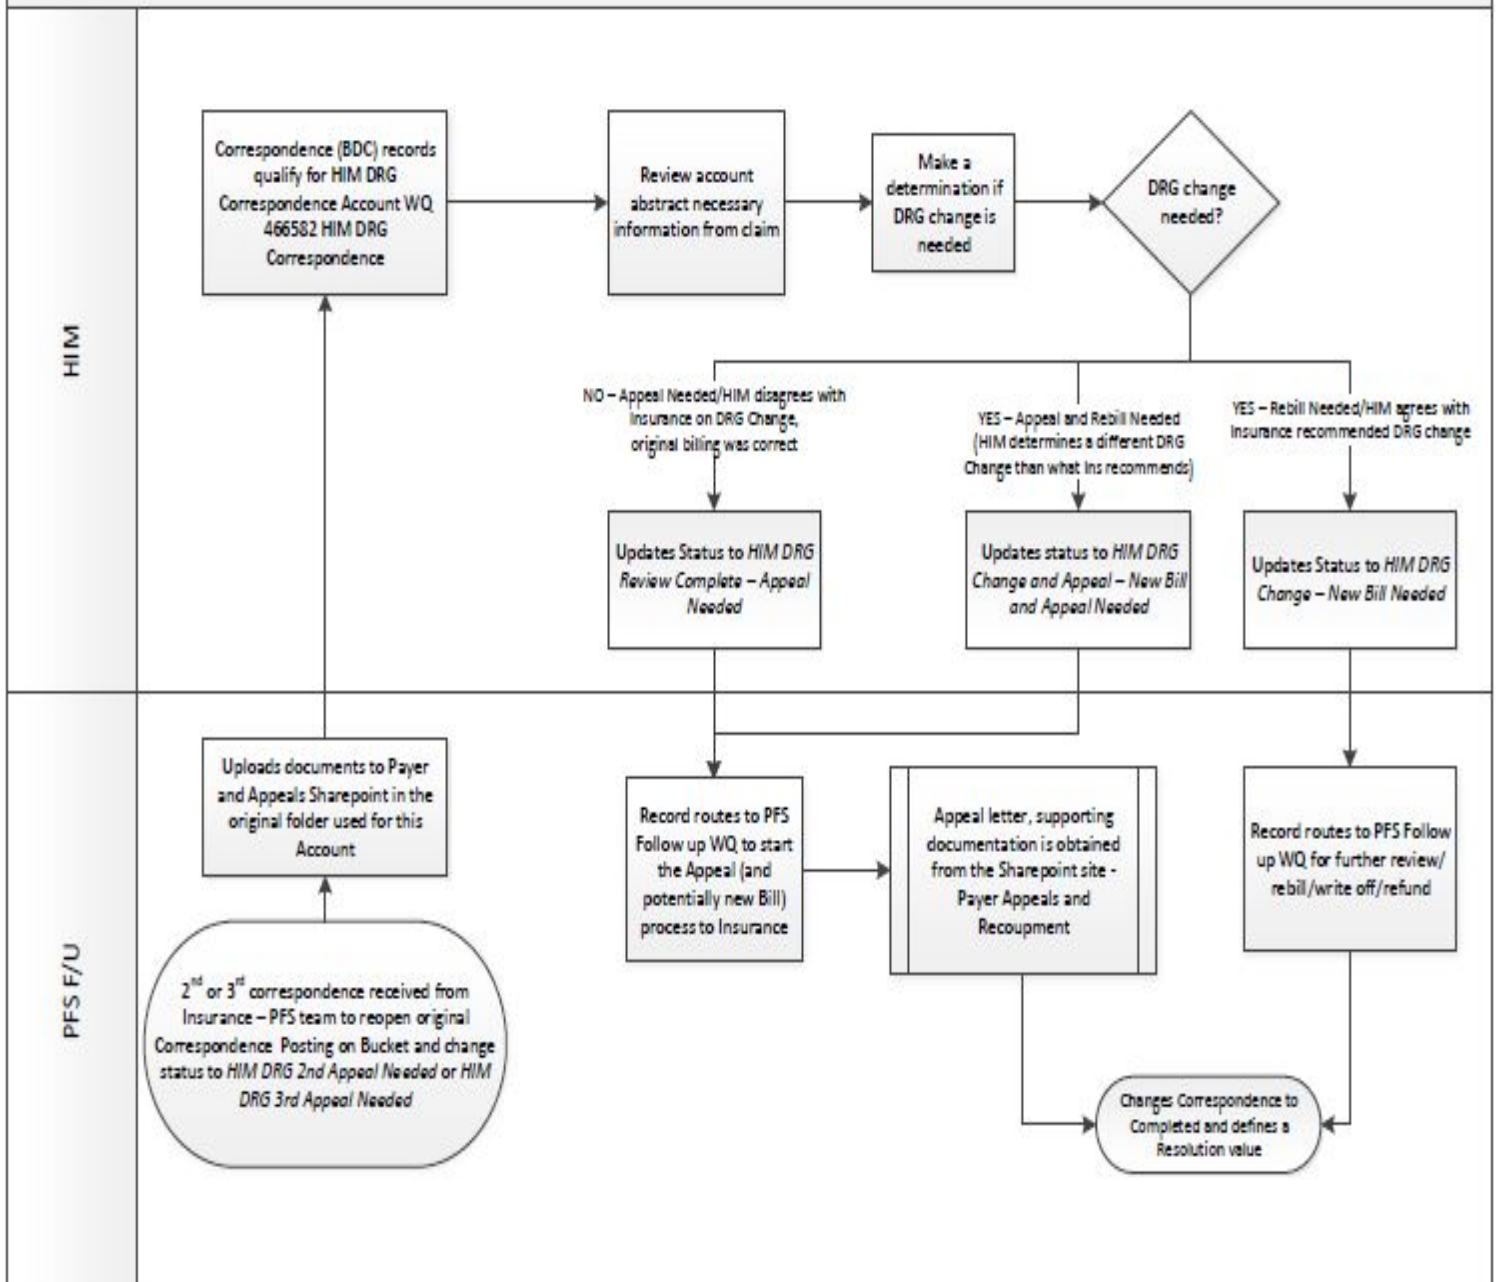 HIM
Correspondence (BDC) records
qualify for HIM DRG
Correspondence Account WQ
466582 HIM DRG
Correspondence
Review account
abstract necessary
information from claim
Make a
determination if
DRG change is
needed
DRG change
needed?
NO – Appeal Needed/HIM disagrees with
Insurance on DRG Change,
original billing was correct
YES – Appeal and Rebill Needed
(HIM determines a different DRG
Change than what Ins recommends)
YES – Rebill Needed/HIM agrees with
Insurance recommended DRG change
Updates Status to HIM DRG
Review Complete – Appeal
Needed
Updates status to HIM DRG
Change and Appeal – New Bill
and Appeal Needed
Updates Status to HIM DRG
Change – New Bill Needed
PFS F/U
Uploads documents to Payer
and Appeals Sharepoint in the
original folder used for this
Account
2nd or 3rd correspondence received from
Insurance – PFS team to reopen original
Correspondence Posting on Bucket and change
status to HIM DRG 2nd Appeal Needed or HIM
DRG 3rd Appeal Needed
Record routes to PFS
Follow up WQ to start
the Appeal (and
potentially new Bill)
process to Insurance
Appeal letter, supporting
documentation is obtained
from the Sharepoint site -
Payer Appeals and
Recoupment
Record routes to PFS Follow
up WQ for further review/
rebill/write off/refund
Changes Correspondence to
Completed and defines a
Resolution value